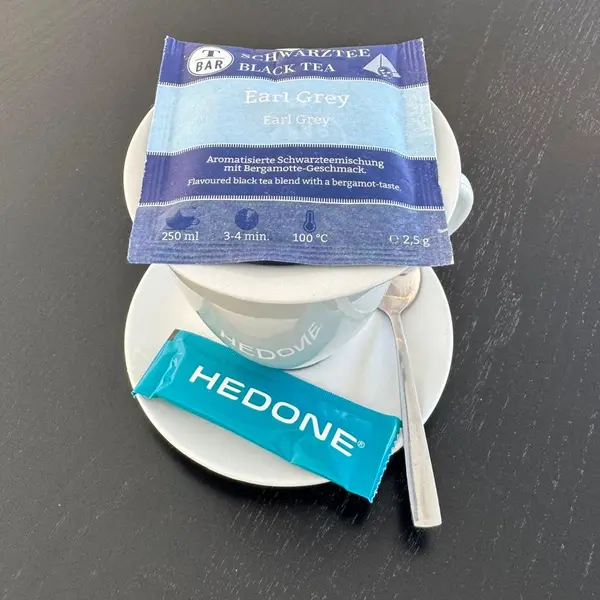 T
BAR
SCHWARZTEE
BLACK TEA
Earl Grey
Earl Grey
Aromatisierte Schwarzteemischung
mit Bergamotte-Geschmack.
Flavoured black tea blend with a bergamot-taste.
250 ml
3-4 min.
100 °C
℮ 2,5 g
HEDONE
HEDONE®